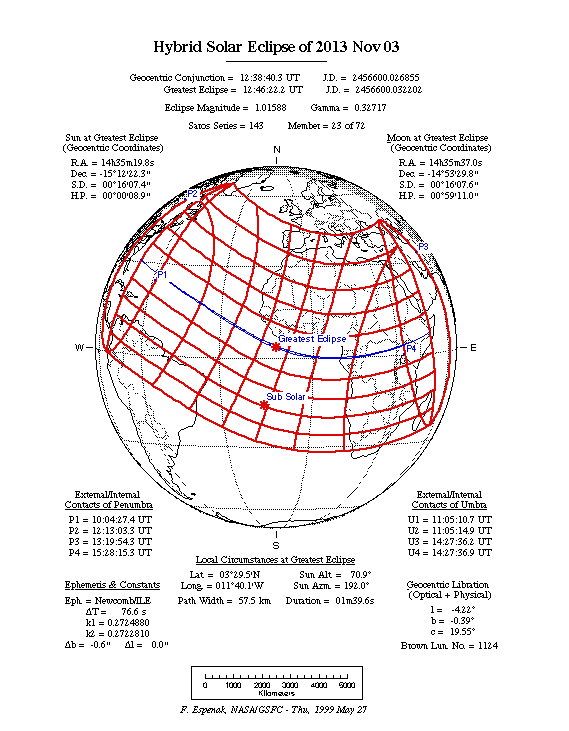 Hybrid Solar Eclipse of 2013 Nov 03
Geocentric Conjunction = 12:38:40.3 UT J.D. = 2456600.026855
Greatest Eclipse = 12:46:22.2 UT J.D. = 2456600.032202
Eclipse Magnitude = 1.01588 Gamma = 0.32717
Saros Series = 143 Member = 23 of 72
Sun at Greatest Eclipse
(Geocentric Coordinates)
R.A. = 14h35m19.8s
Dec. = -15°12'22.3"
S.D. = 00°16'07.4"
H.P. = 00°00'08.9"
Moon at Greatest Eclipse
(Geocentric Coordinates)
R.A. = 14h35m37.0s
Dec. = -14°53'29.8"
S.D. = 00°16'07.6"
H.P. = 00°59'11.0"
N
P2
P3
P1
Greatest Eclipse
W
E
P4
Sub Solar
S
External/Internal
Contacts of Penumbra
P1 = 10:04:27.4 UT
P2 = 12:13:03.3 UT
P3 = 13:19:54.3 UT
P4 = 15:28:15.3 UT
External/Internal
Contacts of Umbra
U1 = 11:05:10.7 UT
U2 = 11:05:14.9 UT
U3 = 14:27:36.2 UT
U4 = 14:27:36.9 UT
Local Circumstances at Greatest Eclipse
Lat. = 03°29.5'N Sun Alt. = 70.9°
Long. = 011°40.1'W Sun Azm. = 192.0°
Path Width = 57.5 km Duration = 01m39.6s
Ephemeris & Constants
Eph. = Newcomb/ILE
ΔT = 76.6 s
k1 = 0.2724880
k2 = 0.2722810
Δb = -0.6" Δl = 0.0"
Geocentric Libration
(Optical + Physical)
l = -4.22°
b = -0.39°
c = 19.55°
Brown Lun. No. = 1124
0 1000 2000 3000 4000 5000
Kilometers
F. Espenak, NASA/GSFC - Thu, 1999 May 27